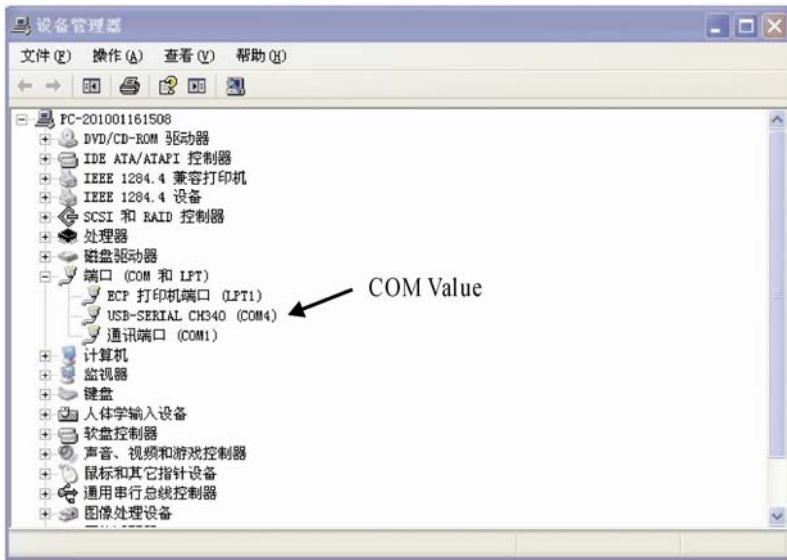 设备管理器
文件(F) 操作(A) 查看(V) 帮助(H)
PC-201001161508
DVD/CD-ROM 驱动器
IDE ATA/ATAPI 控制器
IEEE 1284.4 兼容打印机
IEEE 1284.4 设备
SCSI 和 RAID 控制器
处理器
磁盘驱动器
端口 (COM 和 LPT)
ECP 打印机端口 (LPT1)
USB-SERIAL CH340 (COM4)
COM Value
通讯端口 (COM1)
计算机
监视器
键盘
人体学输入设备
软盘控制器
声音、视频和游戏控制器
鼠标和其它指针设备
通用串行总线控制器
图像处理设备